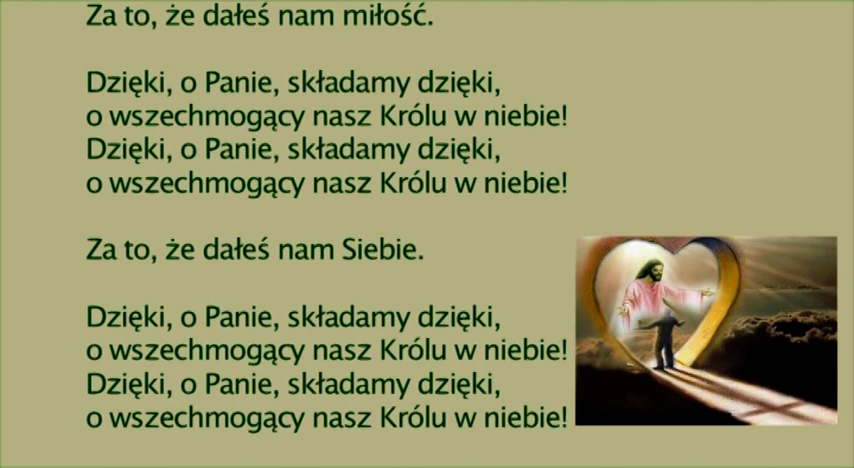 Za to, że dałeś nam miłość.
Dzięki, o Panie, składamy dzięki,
o wszechmogący nasz Królu w niebie!
Dzięki, o Panie, składamy dzięki,
o wszechmogący nasz Królu w niebie!
Za to, że dałeś nam Siebie.
Dzięki, o Panie, składamy dzięki,
o wszechmogący nasz Królu w niebie!
Dzięki, o Panie, składamy dzięki,
o wszechmogący nasz Królu w niebie!